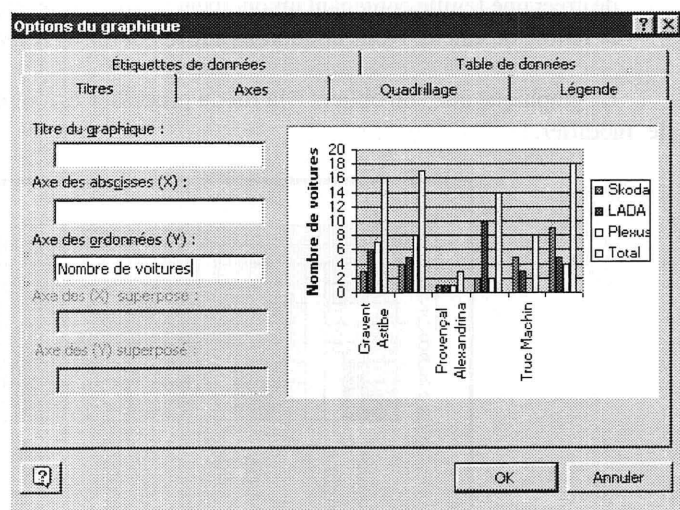 Options du graphique
Etiquettes de données
Table de données
Titres
Axes
Quadrillage
Légende
Titre du graphique :
Axe des abscisses (X) :
Axe des ordonnées (Y) :
Nombre de voitures
Axe des (X) superposé :
Axe des (Y) superposé
Nombre de voitures
20
18
16
14
12
10
8
6
4
2
0
Gravent
Astibe
Provençal
Alexandrina
Truc Machin
Skoda
LADA
Plexus
Total
OK
Annuler